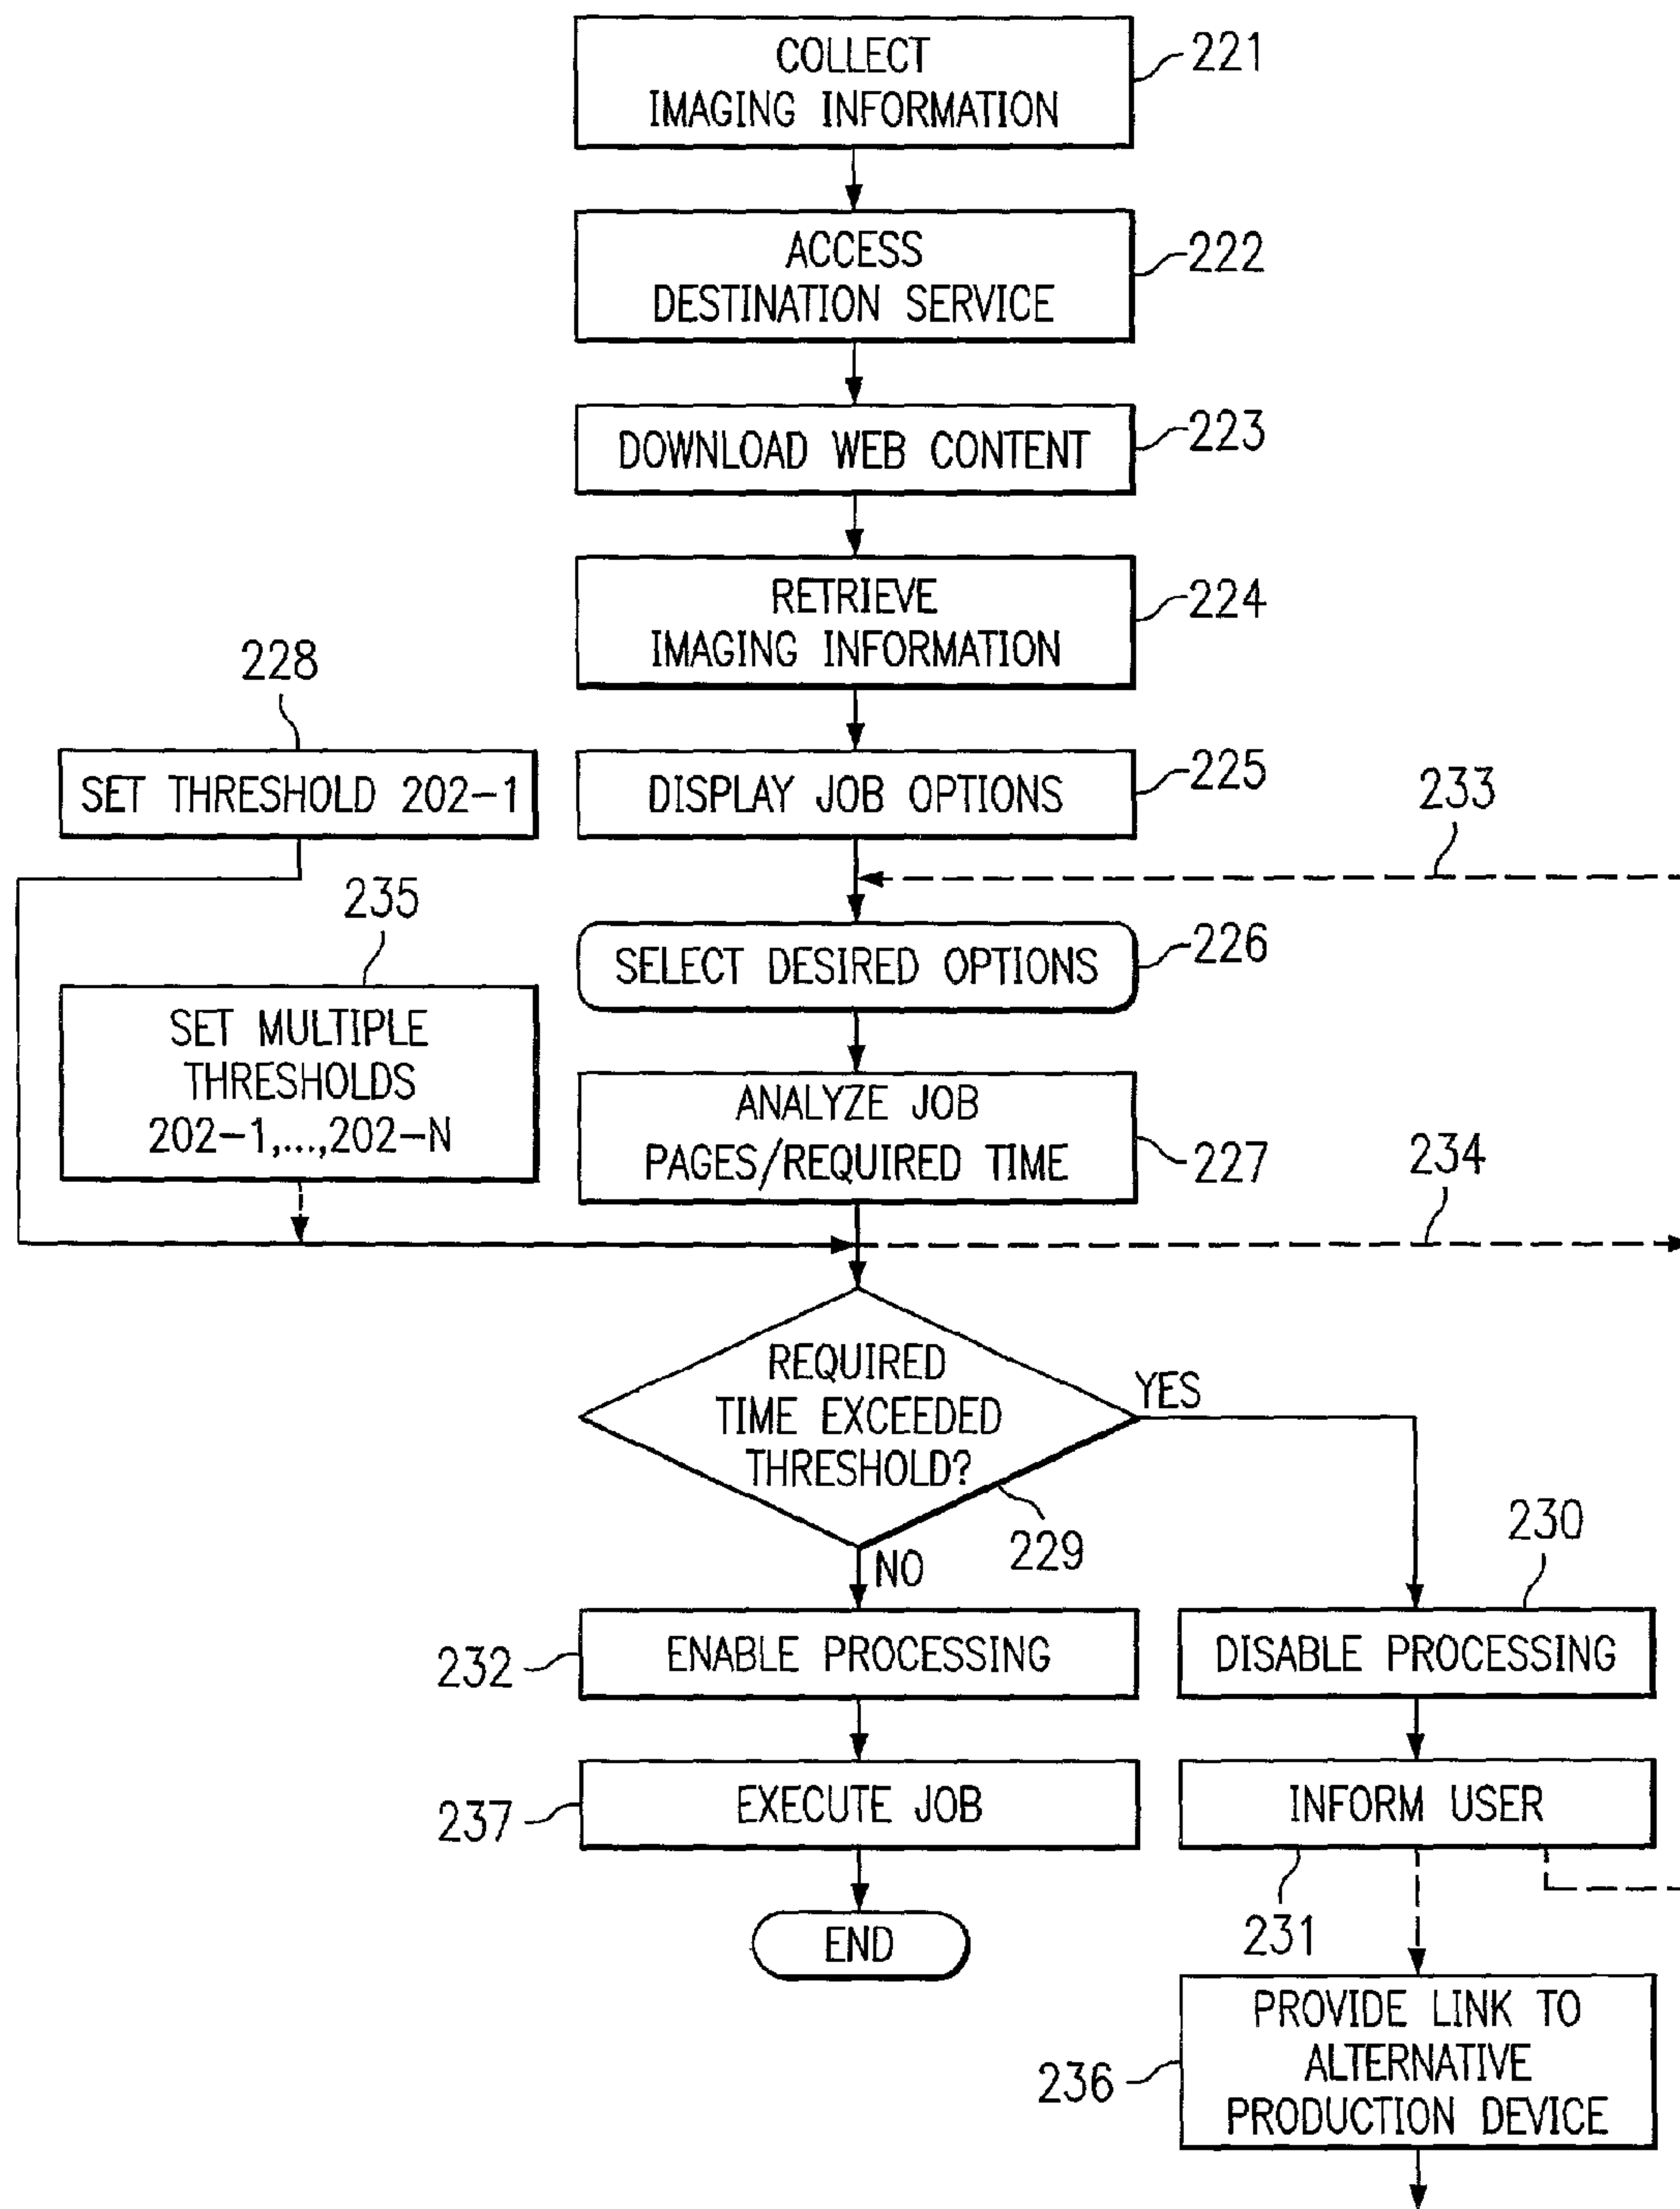 COLLECT
IMAGING INFORMATION
221
ACCESS
DESTINATION SERVICE
222
DOWNLOAD WEB CONTENT
223
RETRIEVE
IMAGING INFORMATION
224
228
SET THRESHOLD 202-1
DISPLAY JOB OPTIONS
225
233
235
SELECT DESIRED OPTIONS
226
SET MULTIPLE
THRESHOLDS
202-1,...,202-N
ANALYZE JOB
PAGES/REQUIRED TIME
227
234
REQUIRED
TIME EXCEEDED
THRESHOLD?
YES
229
NO
230
232
ENABLE PROCESSING
DISABLE PROCESSING
237
EXECUTE JOB
INFORM USER
231
END
236
PROVIDE LINK TO
ALTERNATIVE
PRODUCTION DEVICE